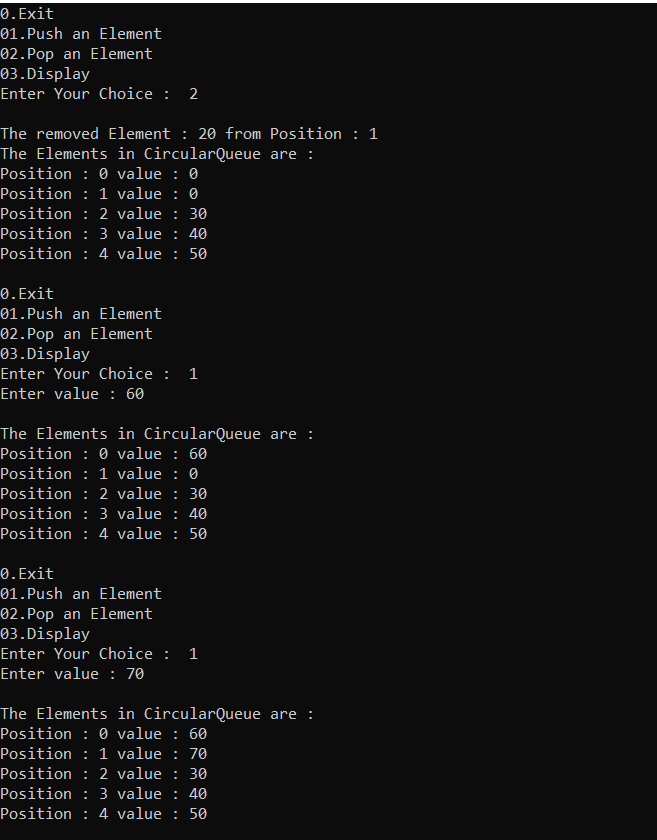 0.Exit
01.Push an Element
02.Pop an Element
03.Display
Enter Your Choice :  2
The removed Element : 20 from Position : 1
The Elements in CircularQueue are :
Position : 0 value : 0
Position : 1 value : 0
Position : 2 value : 30
Position : 3 value : 40
Position : 4 value : 50
0.Exit
01.Push an Element
02.Pop an Element
03.Display
Enter Your Choice :  1
Enter value : 60
The Elements in CircularQueue are :
Position : 0 value : 60
Position : 1 value : 0
Position : 2 value : 30
Position : 3 value : 40
Position : 4 value : 50
0.Exit
01.Push an Element
02.Pop an Element
03.Display
Enter Your Choice :  1
Enter value : 70
The Elements in CircularQueue are :
Position : 0 value : 60
Position : 1 value : 70
Position : 2 value : 30
Position : 3 value : 40
Position : 4 value : 50